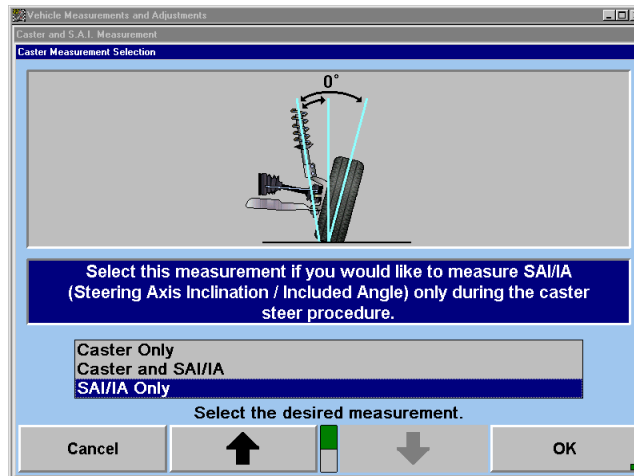 Vehicle Measurements and Adjustments
Caster and S.A.I. Measurement
Caster Measurement Selection
0°
Select this measurement if you would like to measure SAI/IA
(Steering Axis Inclination / Included Angle) only during the caster
steer procedure.
Caster Only
Caster and SAI/IA
SAI/IA Only
Select the desired measurement.
Cancel
OK